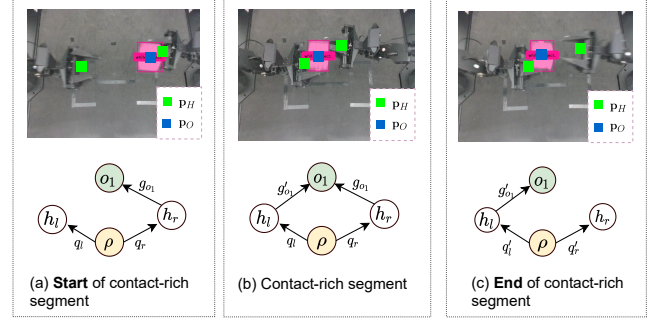 p_H
p_O
p_H
p_O
p_H
p_O
o_1
g_{o_1}
h_l
h_r
q_l
ρ
q_r
o_1
g'_{o_1}
g_{o_1}
h_l
h_r
q_l
ρ
q_r
o_1
g'_{o_1}
h_l
h_r
q'_l
ρ
q'_r
(a) Start of contact-rich
segment
(b) Contact-rich segment
(c) End of contact-rich
segment